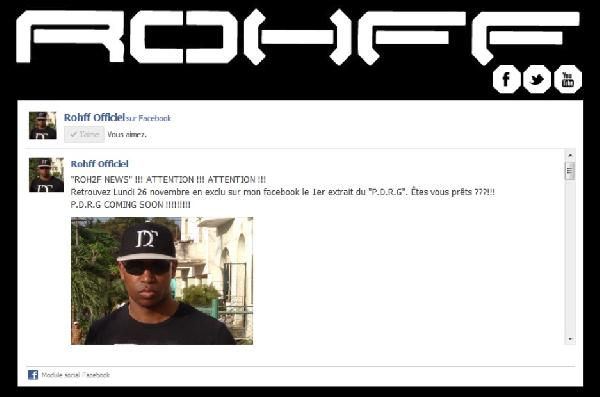 ROHFF
f
You Tube
Rohff Officiel sur Facebook
✓ J'aime Vous aimez.
Rohff Officiel
"ROH2F NEWS" !!! ATTENTION !!! ATTENTION !!!
Retrouvez Lundi 26 novembre en exclu sur mon facebook le 1er extrait du "P.D.R.G". Êtes vous prêts ???!!!
P.D.R.G COMING SOON !!!!!!!!!
Module social Facebook